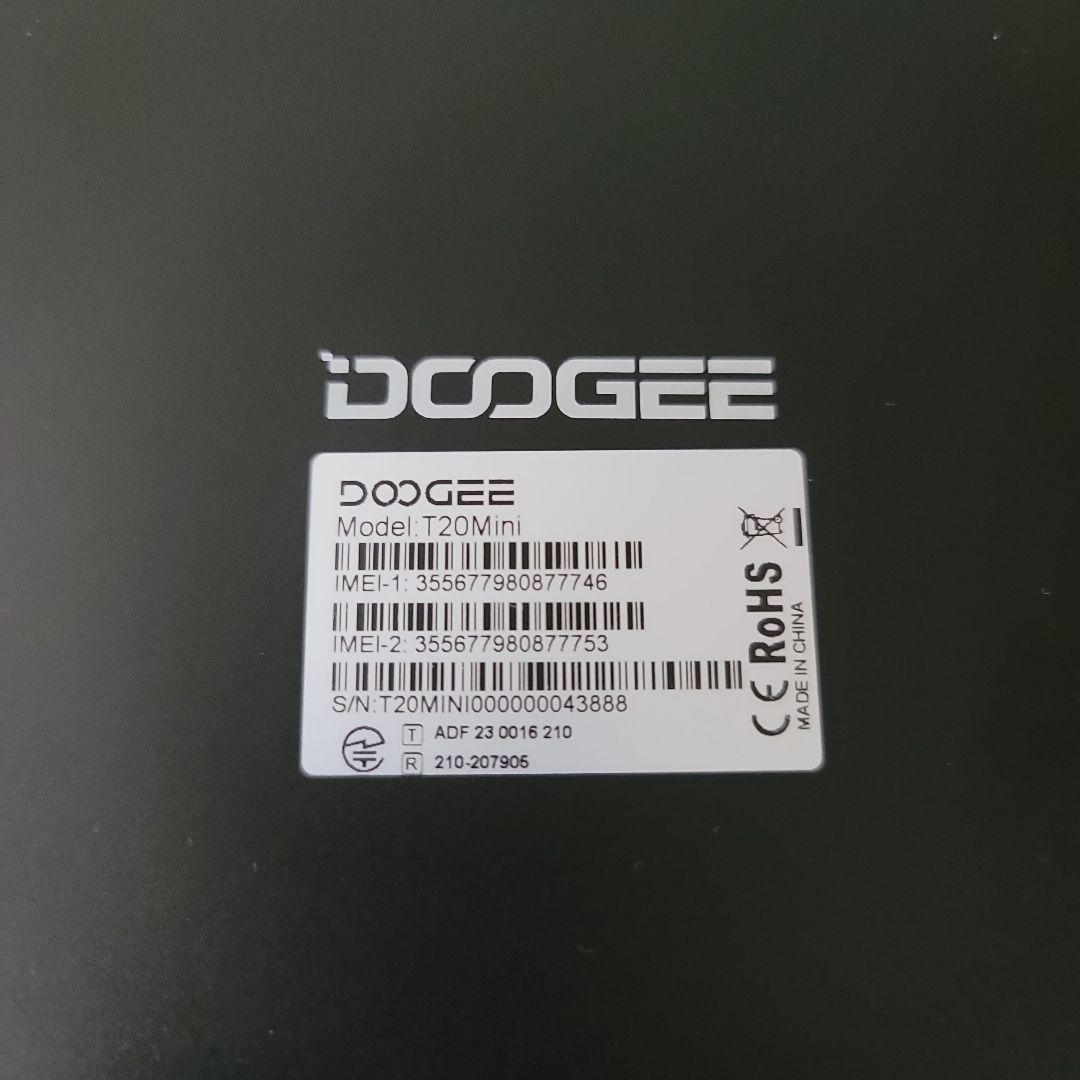 DOOGEE
DOOGEE
Model:T20Mini
IMEI-1: 355677980877746
IMEI-2: 355677980877753
S/N:T20MINI000000043888
T ADF 23 0016 210
R 210-207905
CE RoHS
MADE IN CHINA